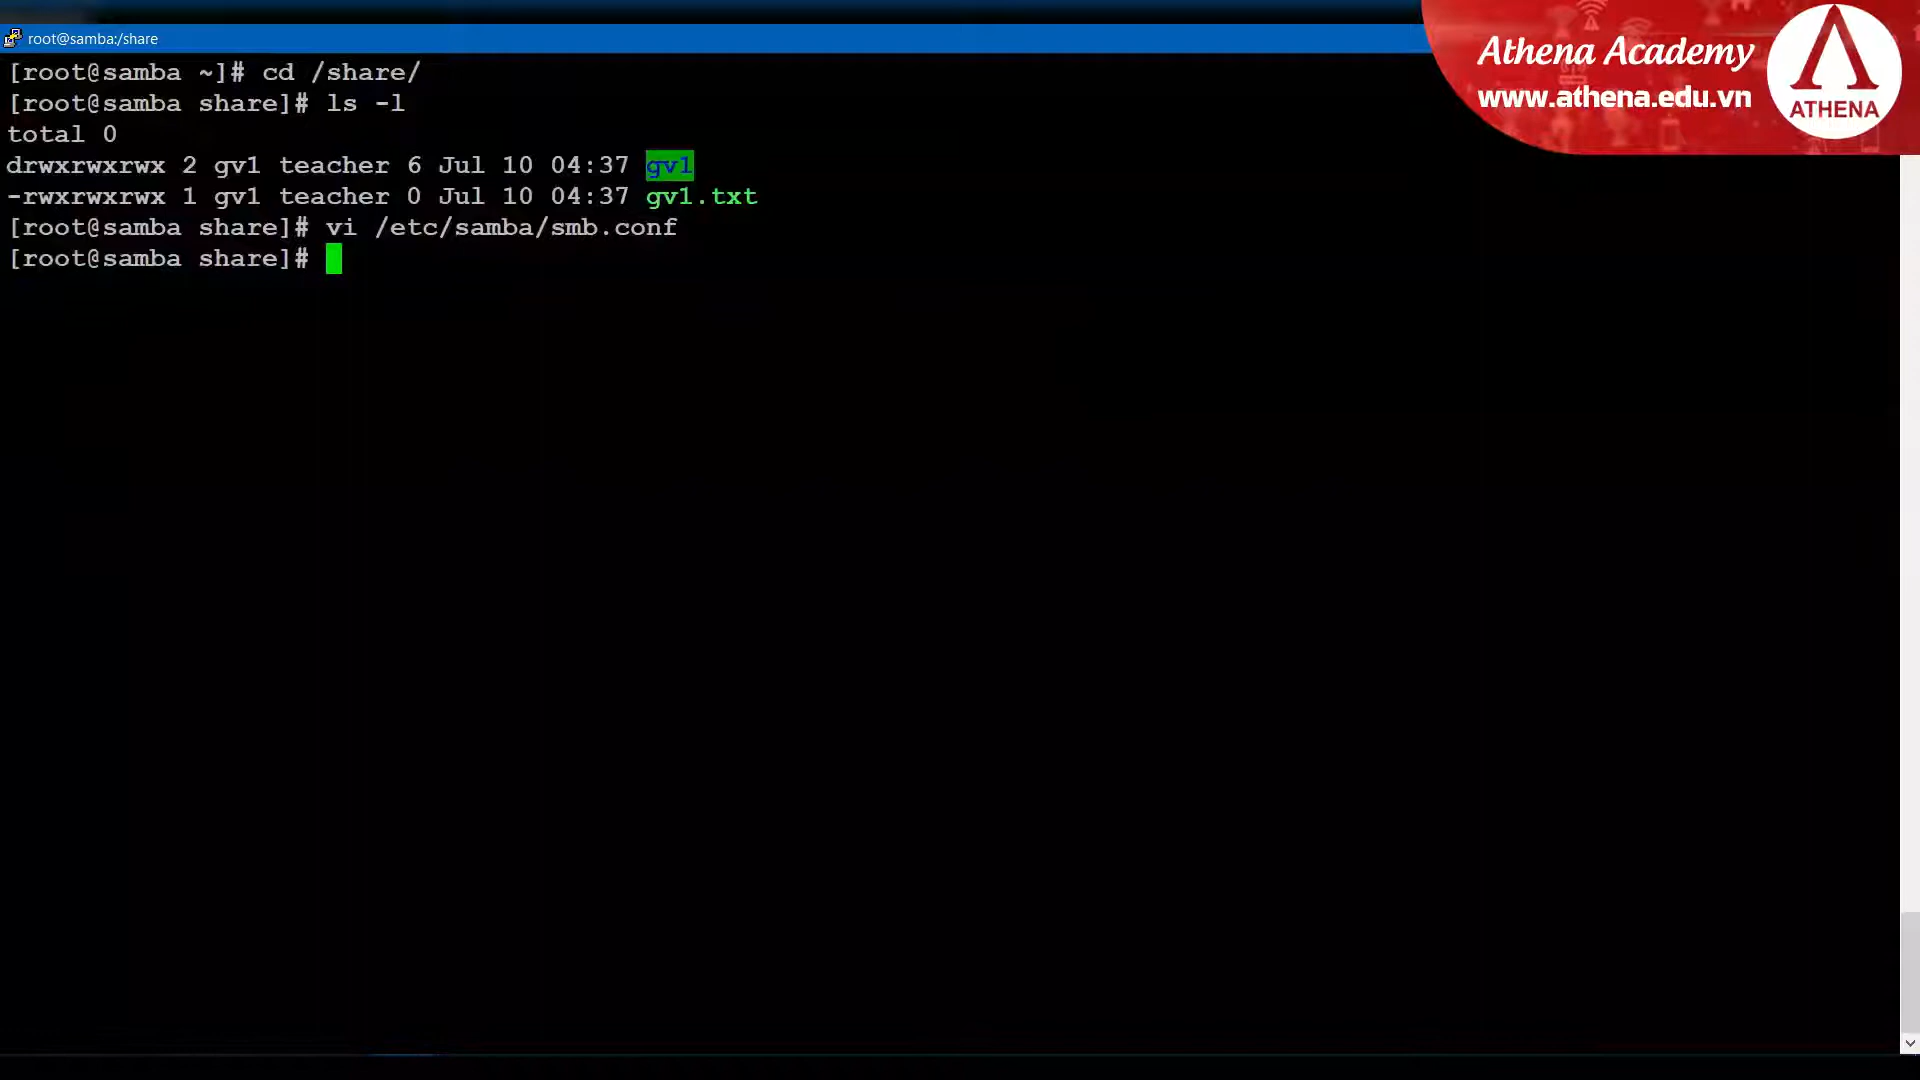 root@samba:/share
[root@samba ~]# cd /share/
[root@samba share]# ls -l
total 0
drwxrwxrwx 2 gv1 teacher 6 Jul 10 04:37 gv1
-rwxrwxrwx 1 gv1 teacher 0 Jul 10 04:37 gv1.txt
[root@samba share]# vi /etc/samba/smb.conf
[root@samba share]#
Athena Academy
www.athena.edu.vn
ATHENA